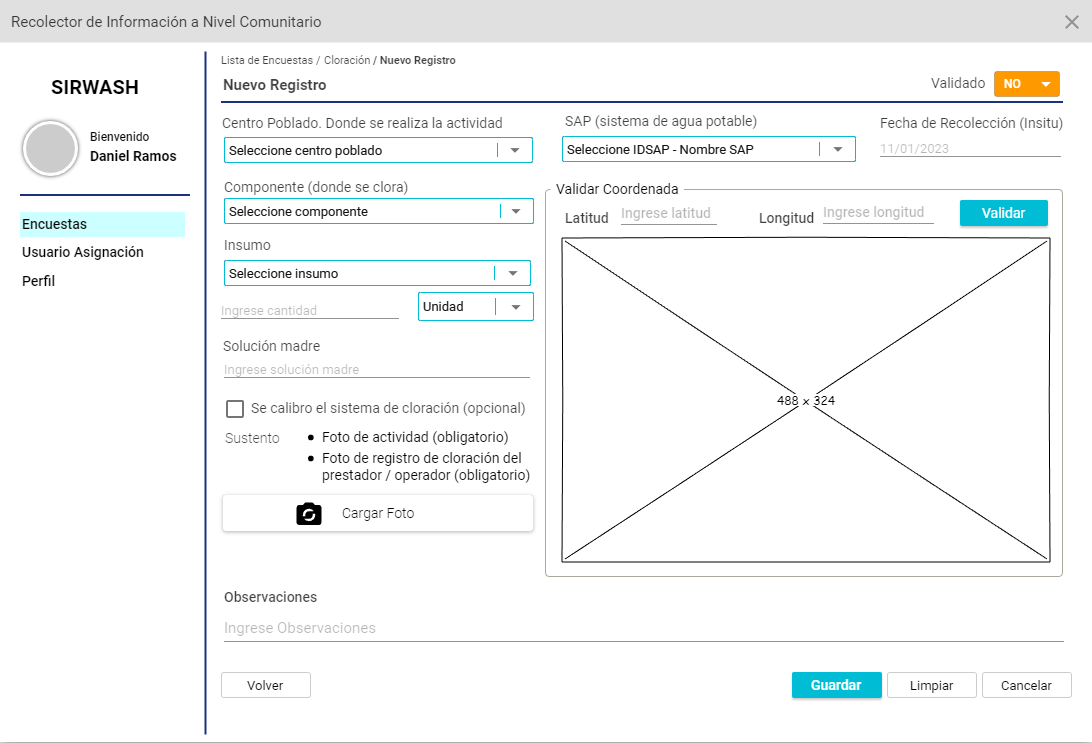 Recolector de Información a Nivel Comunitario
SIRWASH
Bienvenido
Daniel Ramos
Encuestas
Usuario Asignación
Perfil
Lista de Encuestas / Cloración / Nuevo Registro
Nuevo Registro
Validado NO
Centro Poblado. Donde se realiza la actividad
Seleccione centro poblado
SAP (sistema de agua potable)
Seleccione IDSAP - Nombre SAP
Fecha de Recolección (Insitu)
11/01/2023
Componente (donde se clora)
Seleccione componente
Insumo
Seleccione insumo
Ingrese cantidad
Unidad
Solución madre
Ingrese solución madre
Se calibro el sistema de cloración (opcional)
Sustento
Foto de actividad (obligatorio)
Foto de registro de cloración del
prestador / operador (obligatorio)
Cargar Foto
Validar Coordenada
Latitud Ingrese latitud
Longitud Ingrese longitud
Validar
488 x 324
Observaciones
Ingrese Observaciones
Volver
Guardar
Limpiar
Cancelar